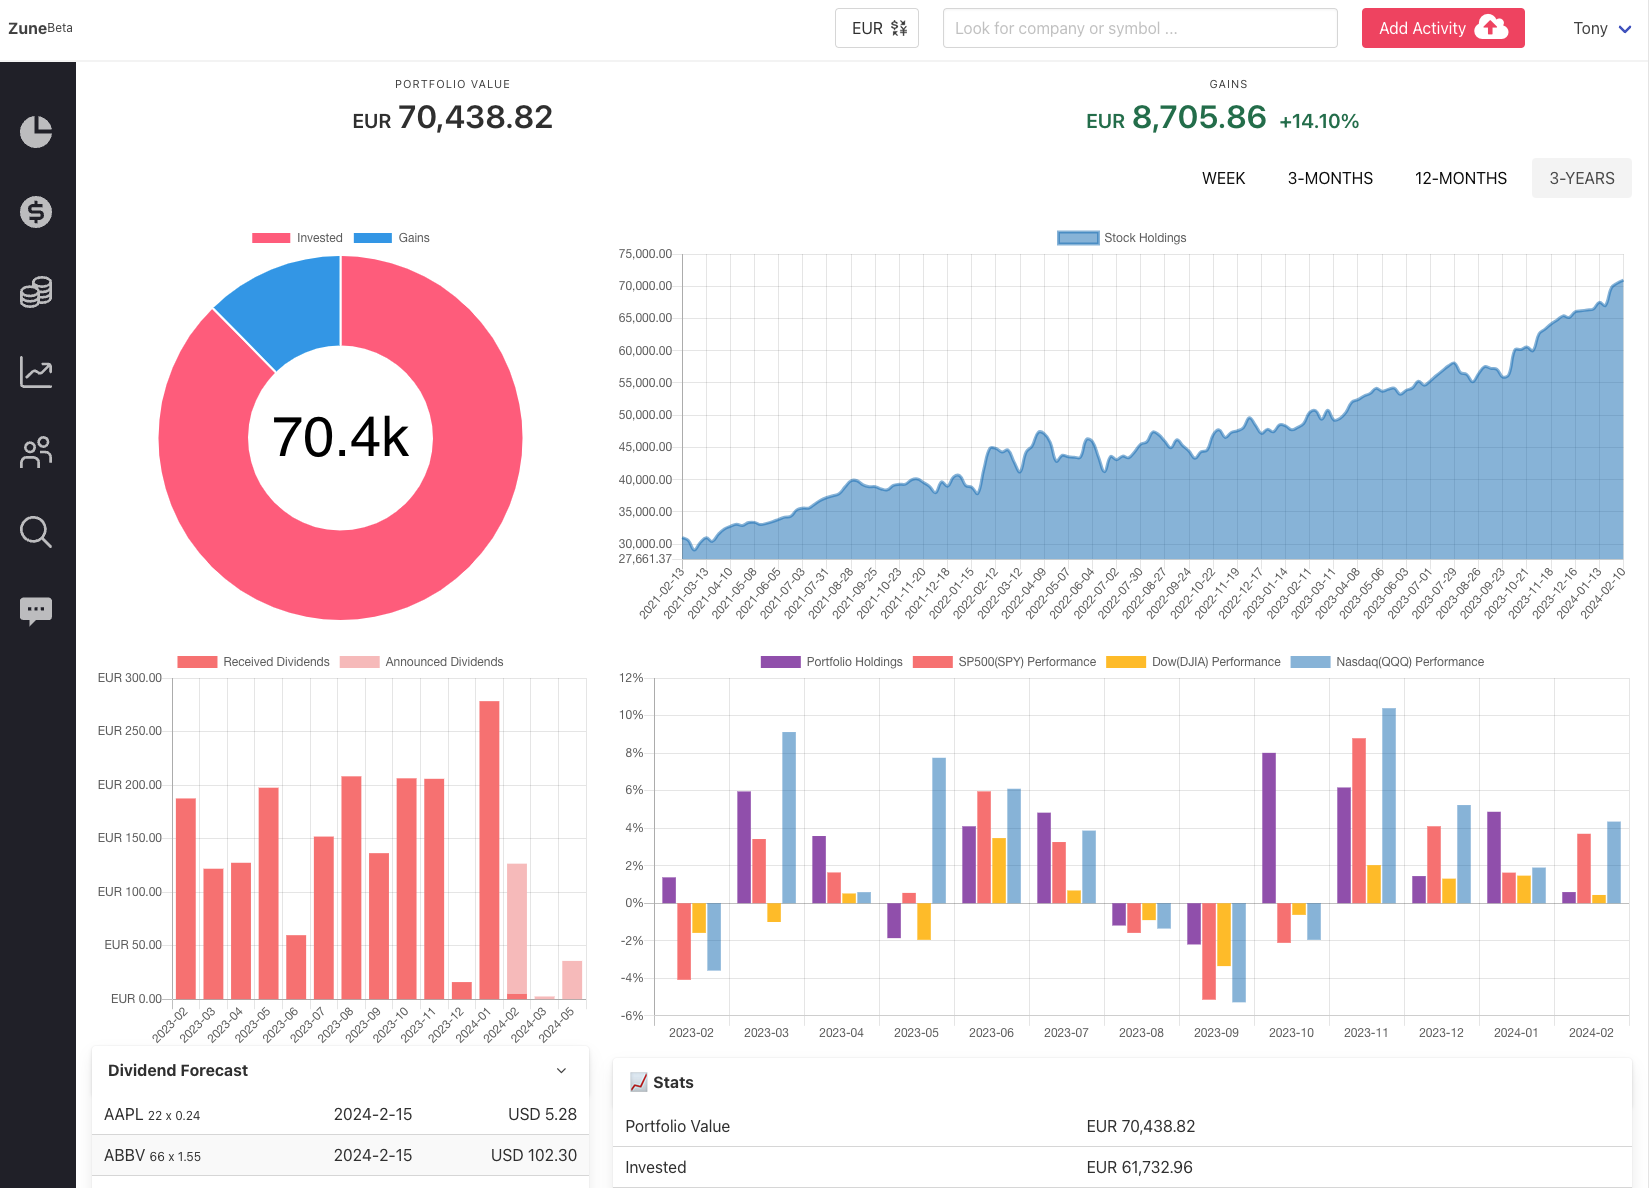 ZuneBeta
EUR
Look for company or symbol ...
Add Activity
Tony
PORTFOLIO VALUE
EUR 70,438.82
GAINS
EUR 8,705.86 +14.10%
WEEK 3-MONTHS 12-MONTHS 3-YEARS
Invested Gains
70.4k
Stock Holdings
75,000.00
70,000.00
65,000.00
60,000.00
55,000.00
50,000.00
45,000.00
40,000.00
35,000.00
30,000.00
27,661.37
2021-02-13
2021-03-13
2021-04-10
2021-05-08
2021-06-05
2021-07-03
2021-07-31
2021-08-28
2021-09-25
2021-10-23
2021-11-20
2021-12-18
2022-01-15
2022-02-12
2022-03-12
2022-04-09
2022-05-07
2022-06-04
2022-07-02
2022-07-30
2022-08-27
2022-09-24
2022-10-22
2022-11-19
2022-12-17
2023-01-14
2023-02-11
2023-03-11
2023-04-08
2023-05-06
2023-06-03
2023-07-01
2023-07-29
2023-08-26
2023-09-23
2023-10-21
2023-11-18
2023-12-16
2024-01-13
2024-02-10
Received Dividends Announced Dividends
EUR 300.00
EUR 250.00
EUR 200.00
EUR 150.00
EUR 100.00
EUR 50.00
EUR 0.00
2023-02
2023-03
2023-04
2023-05
2023-06
2023-07
2023-08
2023-09
2023-10
2023-11
2023-12
2024-01
2024-02
2024-03
2024-05
Portfolio Holdings SP500(SPY) Performance Dow(DJIA) Performance Nasdaq(QQQ) Performance
12%
10%
8%
6%
4%
2%
0%
-2%
-4%
-6%
2023-02 2023-03 2023-04 2023-05 2023-06 2023-07 2023-08 2023-09 2023-10 2023-11 2023-12 2024-01 2024-02
Dividend Forecast
AAPL 22 x 0.24 2024-2-15 USD 5.28
ABBV 66 x 1.55 2024-2-15 USD 102.30
Stats
Portfolio Value EUR 70,438.82
Invested EUR 61,732.96